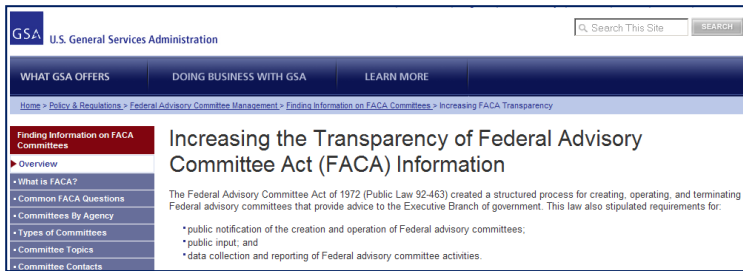 GSA U.S. General Services Administration
Search This Site SEARCH
WHAT GSA OFFERS DOING BUSINESS WITH GSA LEARN MORE
Home > Policy & Regulations > Federal Advisory Committee Management > Finding Information on FACA Committees > Increasing FACA Transparency
Finding Information on FACA
Committees
Overview
• What is FACA?
• Common FACA Questions
• Committees By Agency
• Types of Committees
• Committee Topics
• Committee Contacts
Increasing the Transparency of Federal Advisory
Committee Act (FACA) Information
The Federal Advisory Committee Act of 1972 (Public Law 92-463) created a structured process for creating, operating, and terminating
Federal advisory committees that provide advice to the Executive Branch of government. This law also stipulated requirements for:
• public notification of the creation and operation of Federal advisory committees;
• public input; and
• data collection and reporting of Federal advisory committee activities.